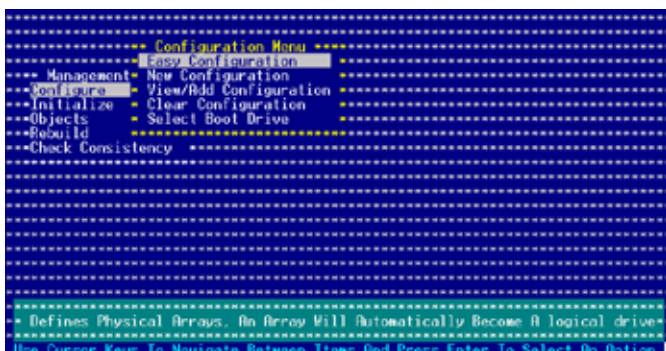 Configuration Menu
Easy Configuration
Management
New Configuration
Configure
View/Add Configuration
Initialize
Clear Configuration
Objects
Select Boot Drive
Rebuild
Check Consistency
Defines Physical Arrays, An Array Will Automatically Become A logical drive
Use Cursor Keys To Navigate Between Items And Press Enter To Select An Option